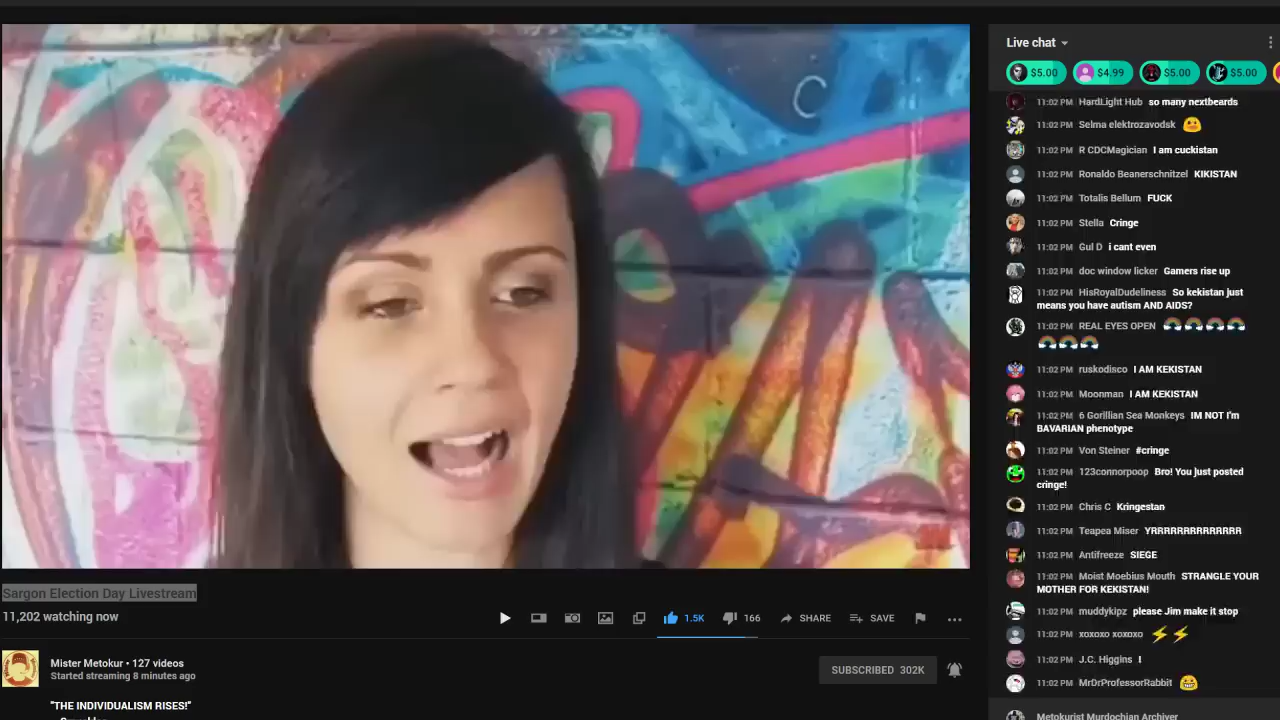 Live chat
$5.00
$4.99
$5.00
$5.00
11:02 PM HardLight Hub so many nextbeards
11:02 PM Selma elektrozavodsk
11:02 PM R CDCMagician I am cuckistan
11:02 PM Ronaldo Beanerschnitzel KIKISTAN
11:02 PM Totalis Bellum FUCK
11:02 PM Stella Cringe
11:02 PM Gul D i cant even
11:02 PM doc window licker Gamers rise up
11:02 PM HisRoyalDudeliness So kekistan just
means you have autism AND AIDS?
11:02 PM REAL EYES OPEN
11:02 PM ruskodisco I AM KEKISTAN
11:02 PM Moonman I AM KEKISTAN
11:02 PM 6 Gorillian Sea Monkeys IM NOT I'm
BAVARIAN phenotype
11:02 PM Von Steiner #cringe
11:02 PM 123connorpoop Bro! You just posted
cringe!
11:02 PM Chris C Kringestan
11:02 PM Teapea Miser YRRRRRRRRRRRRR
11:02 PM Antifreeze SIEGE
11:02 PM Moist Moebius Mouth STRANGLE YOUR
MOTHER FOR KEKISTAN!
11:02 PM muddykipz please Jim make it stop
11:02 PM xoxoxo xoxoxo
11:02 PM J.C. Higgins !
11:02 PM MrDrProfessorRabbit
Metokurist Murdochian Archiver
Sargon Election Day Livestream
11,202 watching now
1.5K
166
SHARE
SAVE
Mister Metokur • 127 videos
Started streaming 8 minutes ago
SUBSCRIBED 302K
"THE INDIVIDUALISM RISES!"